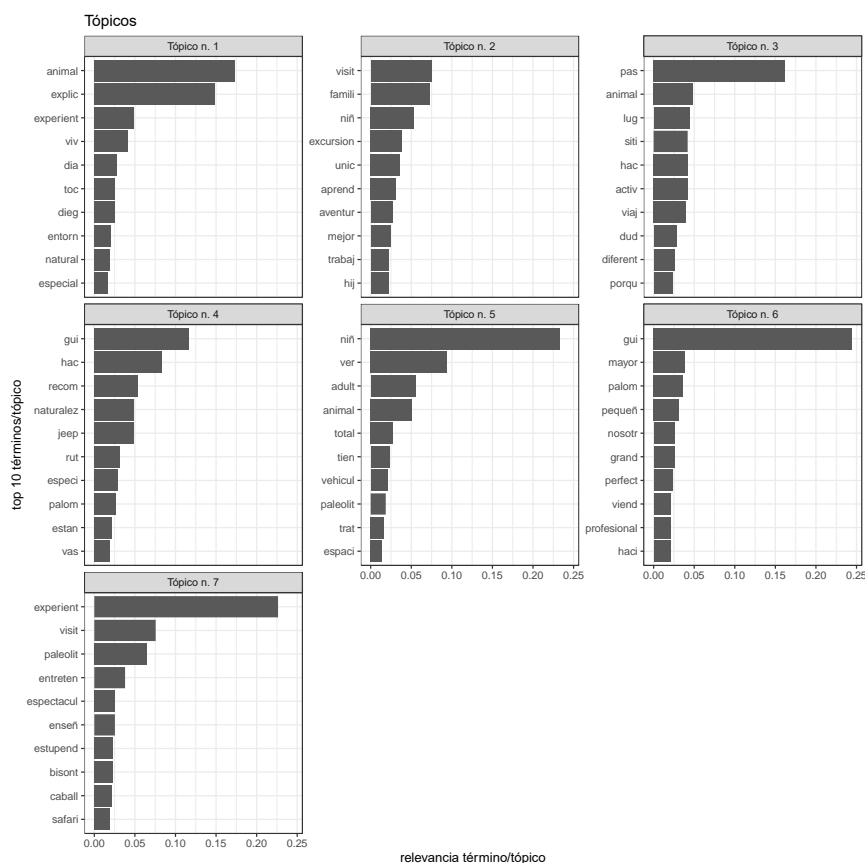 Tópicos
Tópico n. 1
animal
explic
experient
viv
dia
toc
dieg
entorn
natural
especial
Tópico n. 2
visit
famili
niñ
excursion
unic
aprend
aventur
mejor
trabaj
hij
Tópico n. 3
pas
animal
lug
siti
hac
activ
viaj
dud
diferent
porqu
Tópico n. 4
gui
hac
recom
naturalez
jeep
rut
especi
palom
estan
vas
Tópico n. 5
niñ
ver
adult
animal
total
tien
vehicul
paleolit
trat
espaci
0.00 0.05 0.10 0.15 0.20 0.25
Tópico n. 6
gui
mayor
palom
pequeñ
nosotr
grand
perfect
viend
profesional
haci
0.00 0.05 0.10 0.15 0.20 0.25
Tópico n. 7
experient
visit
paleolit
entreten
espectacul
enseñ
estupend
bisont
caball
safari
0.00 0.05 0.10 0.15 0.20 0.25
top 10 términos/tópico
relevancia término/tópico